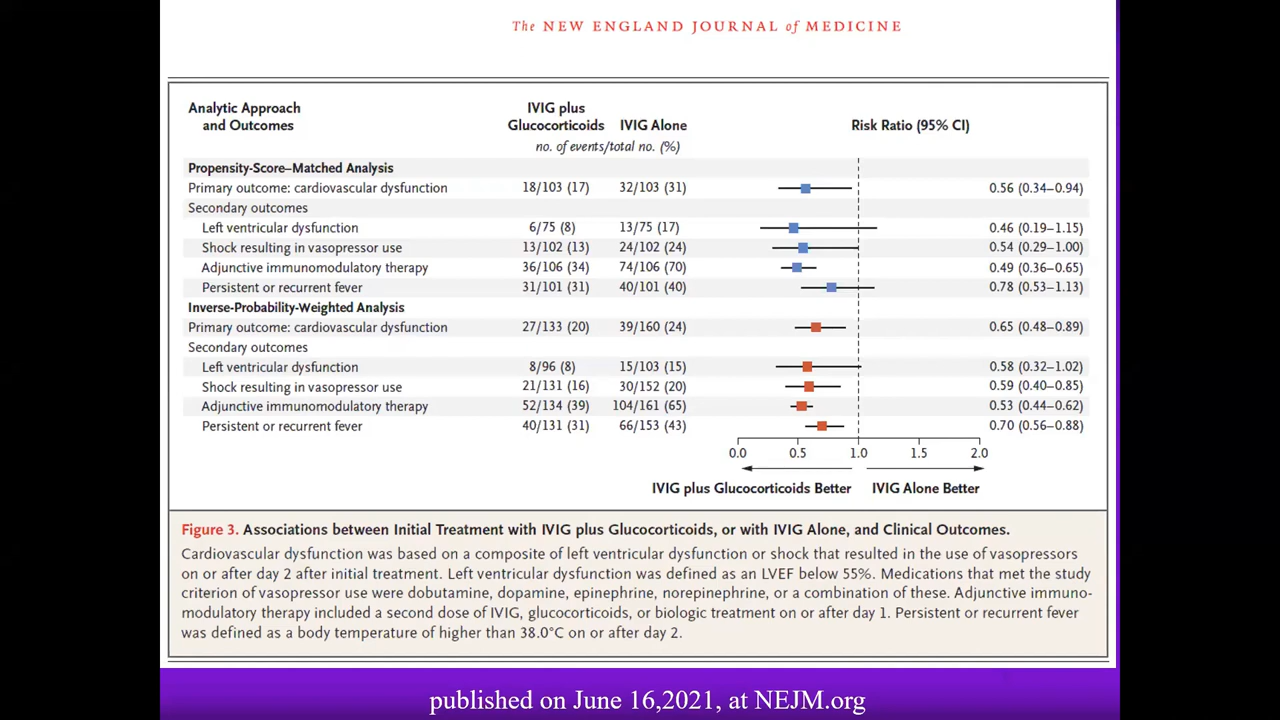 The NEW ENGLAND JOURNAL of MEDICINE
Analytic Approach and Outcomes IVIG plus Glucocorticoids IVIG Alone Risk Ratio (95% CI)
no. of events/total no. (%)
Propensity-Score–Matched Analysis
Primary outcome: cardiovascular dysfunction 18/103 (17) 32/103 (31) 0.56 (0.34–0.94)
Secondary outcomes
Left ventricular dysfunction 6/75 (8) 13/75 (17) 0.46 (0.19–1.15)
Shock resulting in vasopressor use 13/102 (13) 24/102 (24) 0.54 (0.29–1.00)
Adjunctive immunomodulatory therapy 36/106 (34) 74/106 (70) 0.49 (0.36–0.65)
Persistent or recurrent fever 31/101 (31) 40/101 (40) 0.78 (0.53–1.13)
Inverse-Probability-Weighted Analysis
Primary outcome: cardiovascular dysfunction 27/133 (20) 39/160 (24) 0.65 (0.48–0.89)
Secondary outcomes
Left ventricular dysfunction 8/96 (8) 15/103 (15) 0.58 (0.32–1.02)
Shock resulting in vasopressor use 21/131 (16) 30/152 (20) 0.59 (0.40–0.85)
Adjunctive immunomodulatory therapy 52/134 (39) 104/161 (65) 0.53 (0.44–0.62)
Persistent or recurrent fever 40/131 (31) 66/153 (43) 0.70 (0.56–0.88)
0.0 0.5 1.0 1.5 2.0
IVIG plus Glucocorticoids Better IVIG Alone Better
Figure 3. Associations between Initial Treatment with IVIG plus Glucocorticoids, or with IVIG Alone, and Clinical Outcomes.
Cardiovascular dysfunction was based on a composite of left ventricular dysfunction or shock that resulted in the use of vasopressors
on or after day 2 after initial treatment. Left ventricular dysfunction was defined as an LVEF below 55%. Medications that met the study
criterion of vasopressor use were dobutamine, dopamine, epinephrine, norepinephrine, or a combination of these. Adjunctive immuno-
modulatory therapy included a second dose of IVIG, glucocorticoids, or biologic treatment on or after day 1. Persistent or recurrent fever
was defined as a body temperature of higher than 38.0°C on or after day 2.
published on June 16,2021, at NEJM.org